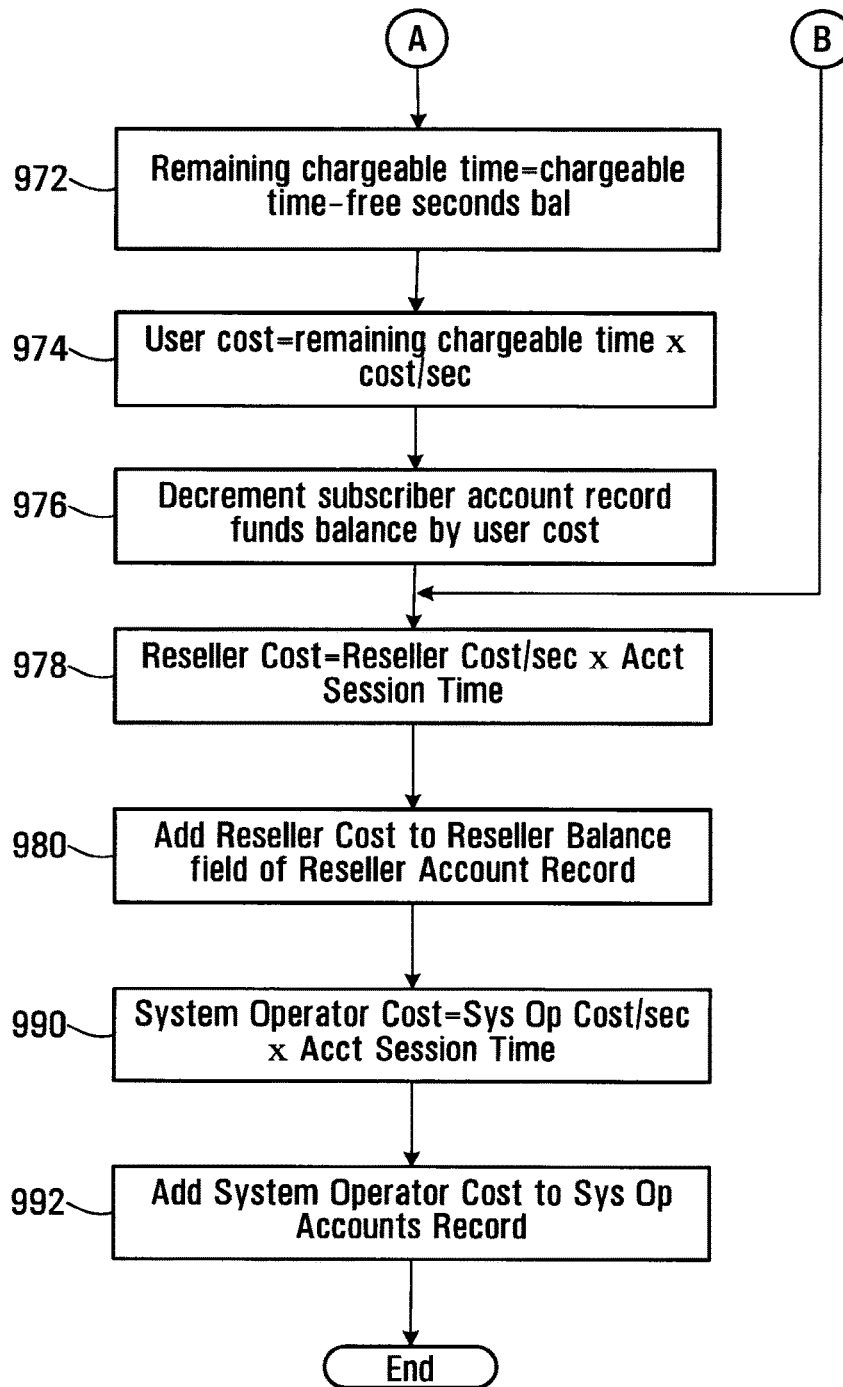 A
B
972
Remaining chargeable time=chargeable
time-free seconds bal
974
User cost=remaining chargeable time x
cost/sec
976
Decrement subscriber account record
funds balance by user cost
978
Reseller Cost=Reseller Cost/sec x Acct
Session Time
980
Add Reseller Cost to Reseller Balance
field of Reseller Account Record
990
System Operator Cost=Sys Op Cost/sec
x Acct Session Time
992
Add System Operator Cost to Sys Op
Accounts Record
End